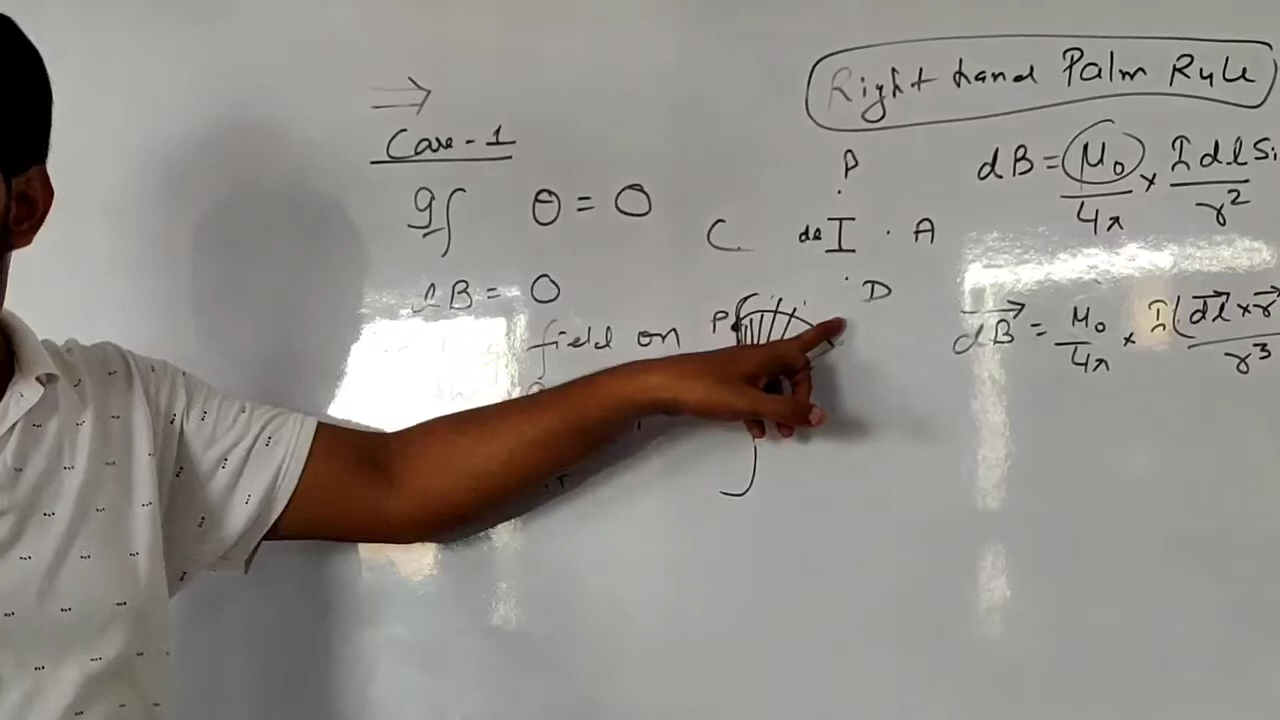 Right hand Palm Rule
⇒
Case - 1
If θ = 0
dB = 0
field on P
P
C. dl I . A
. D
dB = μ₀/4π × I dl Si
r²
dB⃗ = μ₀/4π × I(dl⃗ × r⃗
r³